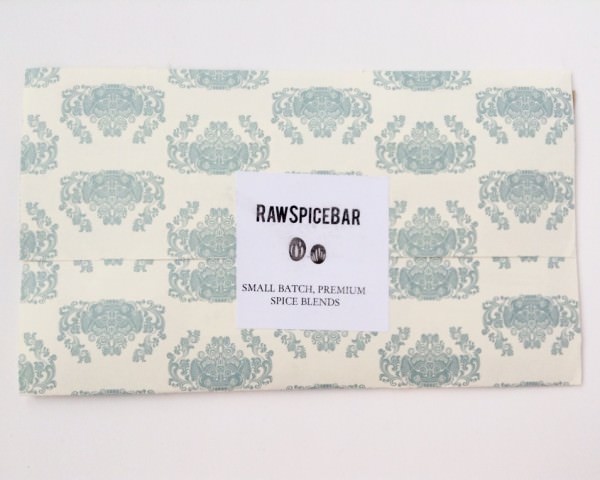 RAWSPICEBAR
SMALL BATCH, PREMIUM
SPICE BLENDS